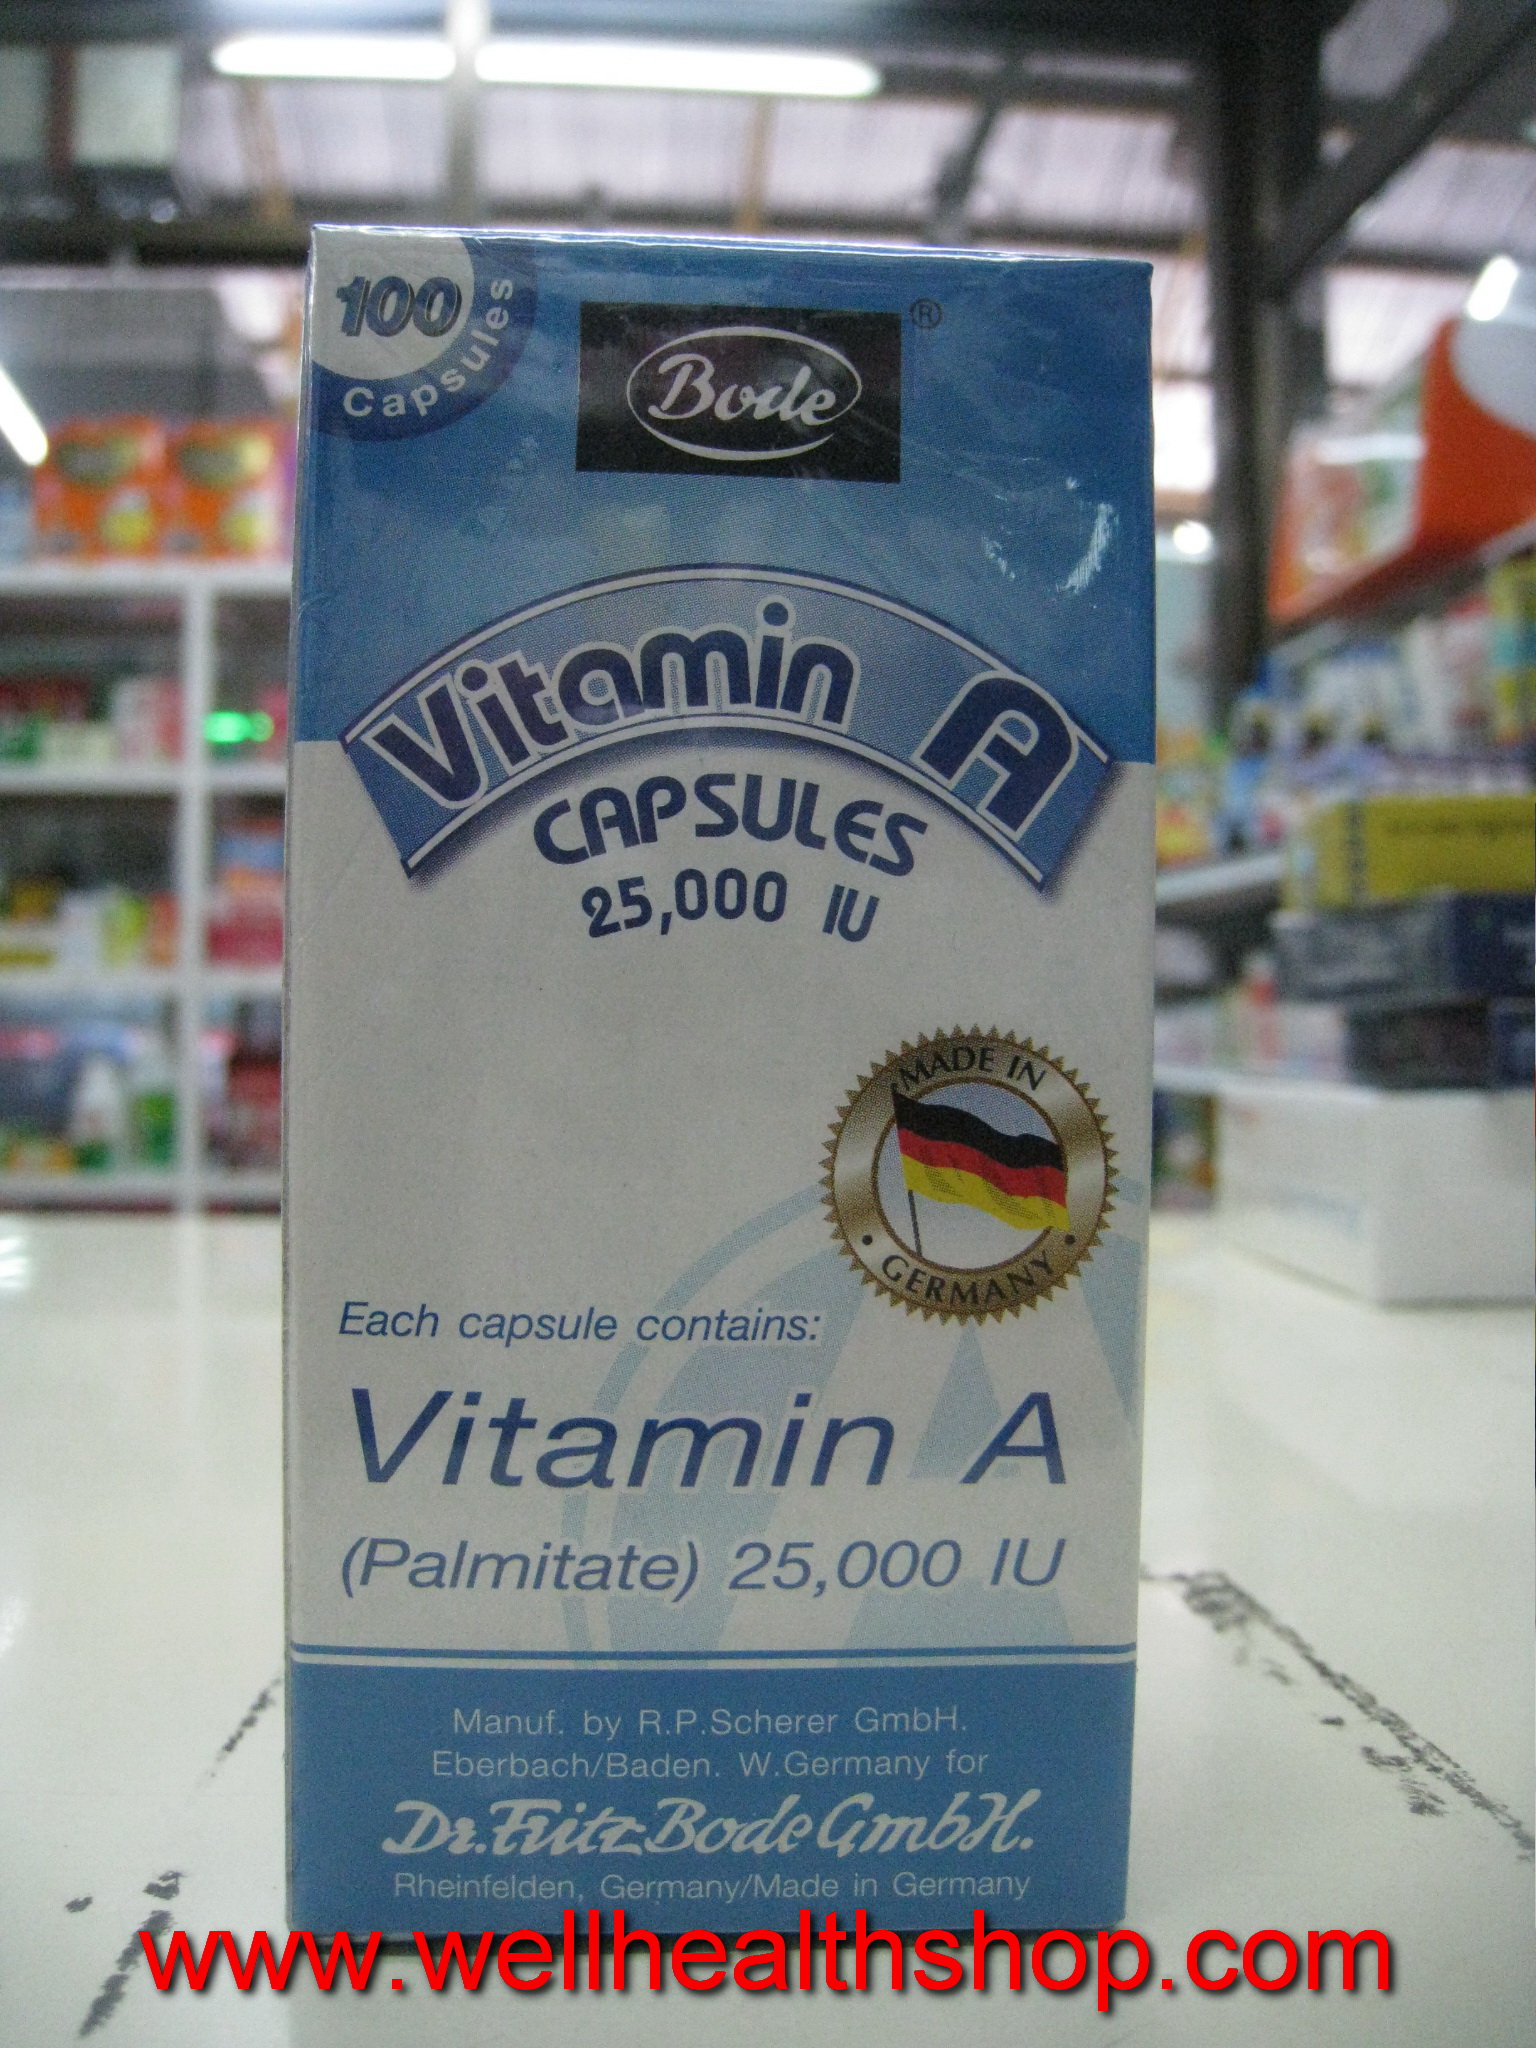 100
Capsules
Bode®
Vitamin A
CAPSULES
25,000 IU
MADE IN
GERMANY
Each capsule contains:
Vitamin A
(Palmitate) 25,000 IU
Manuf. by R.P.Scherer GmbH.
Eberbach/Baden. W.Germany for
Dr.Fritz Bode GmbH.
Rheinfelden, Germany/Made in Germany
www.wellhealthshop.com